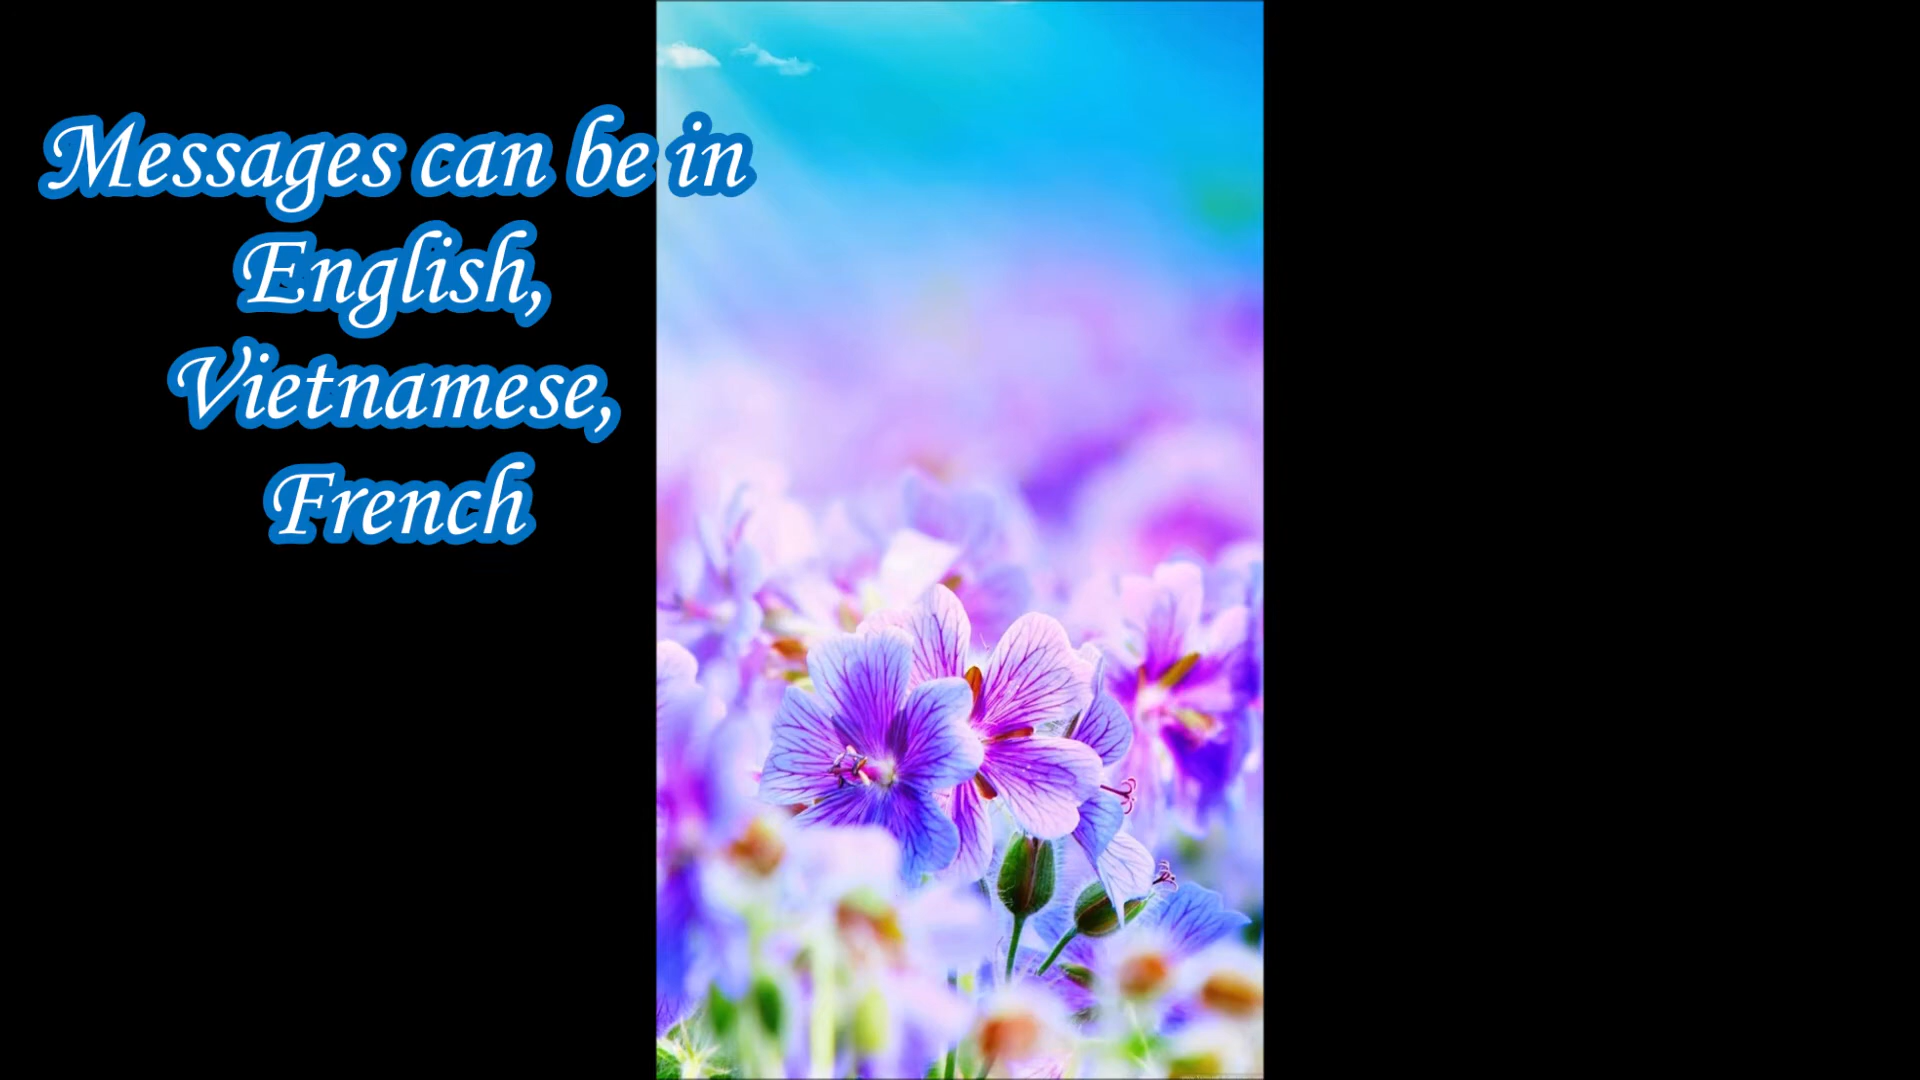 Messages can be in
English,
Vietnamese,
French